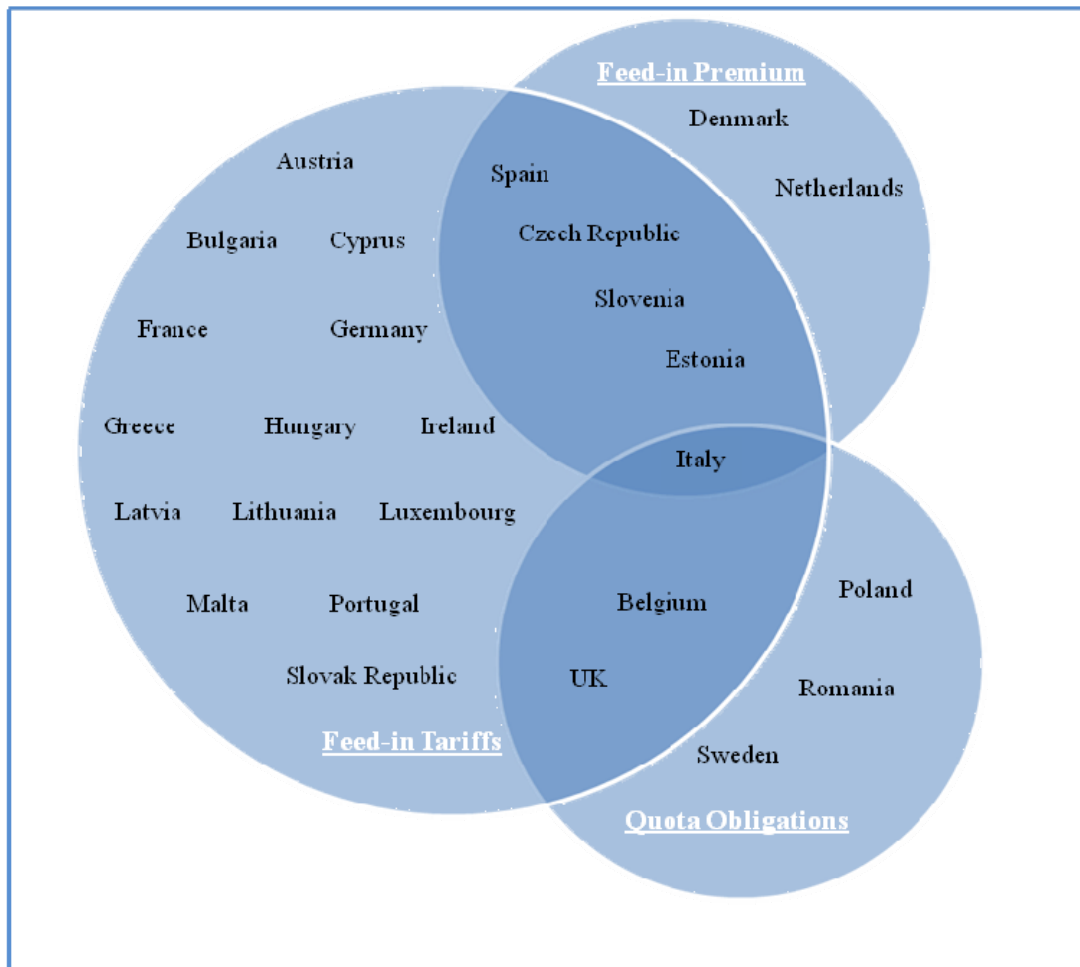 Feed-in Premium
Denmark
Austria
Spain
Netherlands
Bulgaria
Cyprus
Czech Republic
Slovenia
France
Germany
Estonia
Greece
Hungary
Ireland
Italy
Latvia
Lithuania
Luxembourg
Malta
Portugal
Belgium
Poland
Slovak Republic
UK
Romania
Feed-in Tariffs
Sweden
Quota Obligations